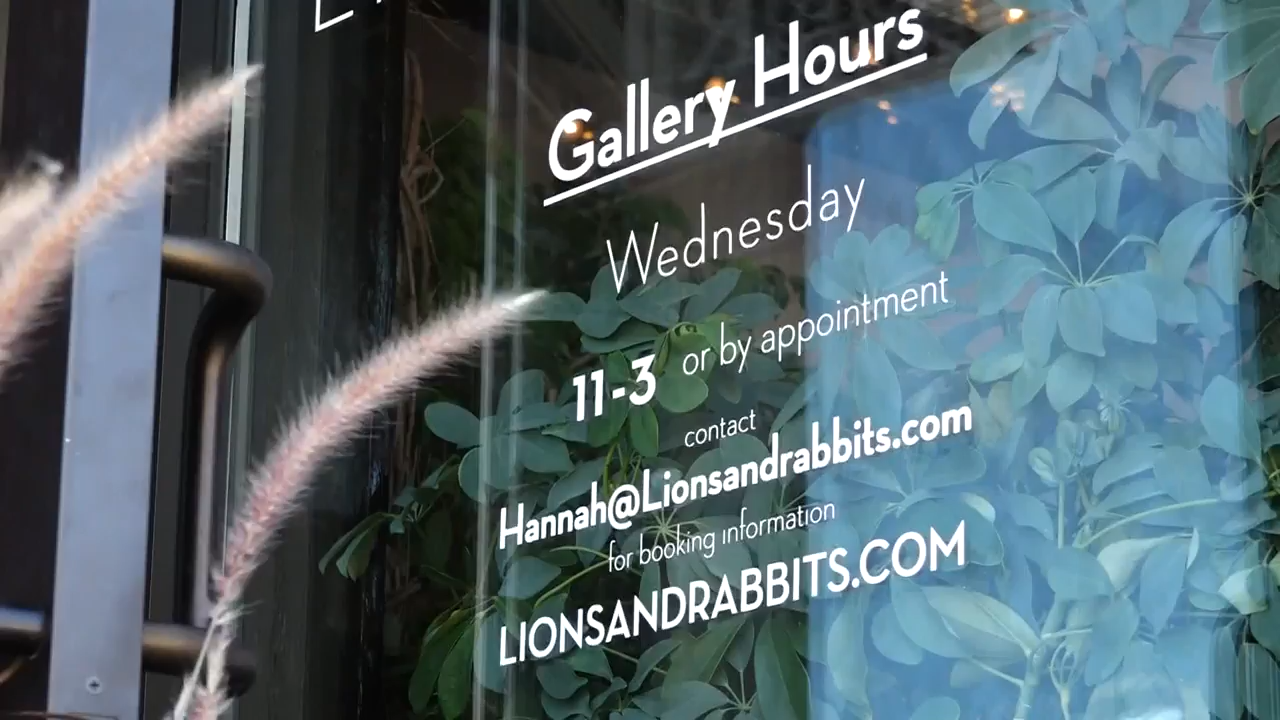 Gallery Hours
Wednesday
11-3 or by appointment
contact
Hannah@Lionsandrabbits.com
for booking information
LIONSANDRABBITS.COM